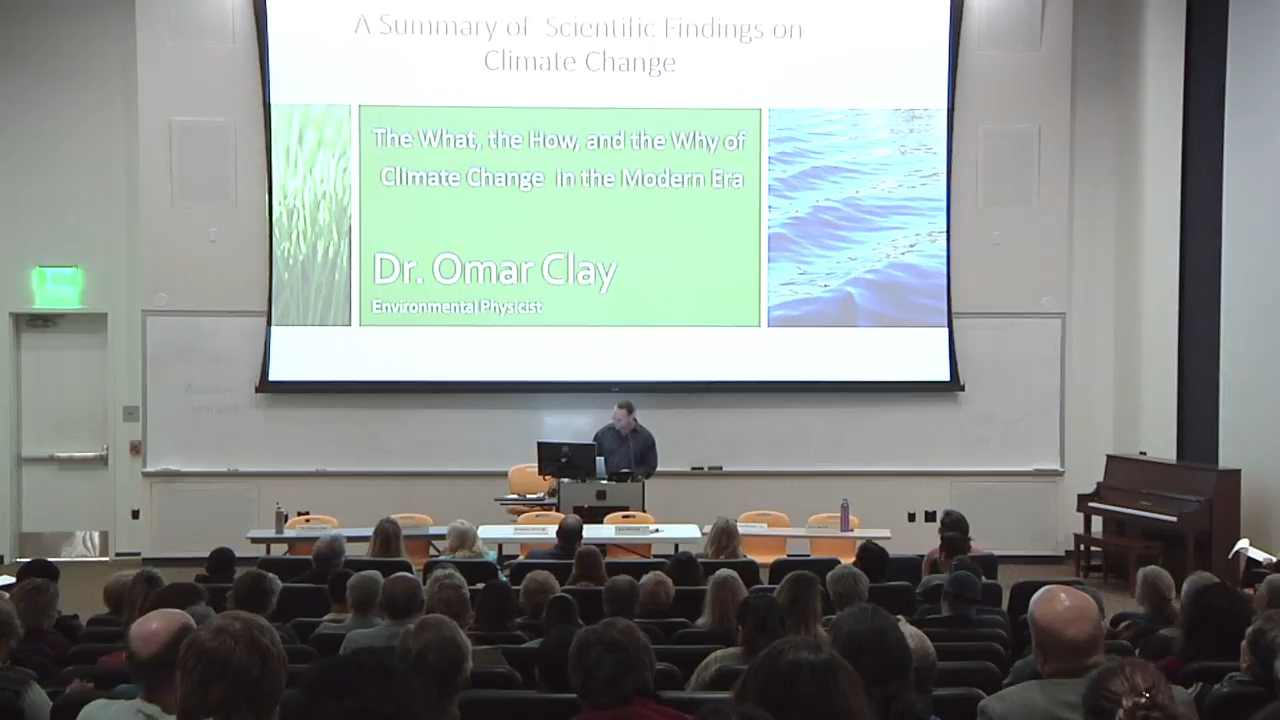 A Summary of Scientific Findings on
Climate Change
The What, the How, and the Why of
Climate Change in the Modern Era
Dr. Omar Clay
Environmental Physicist